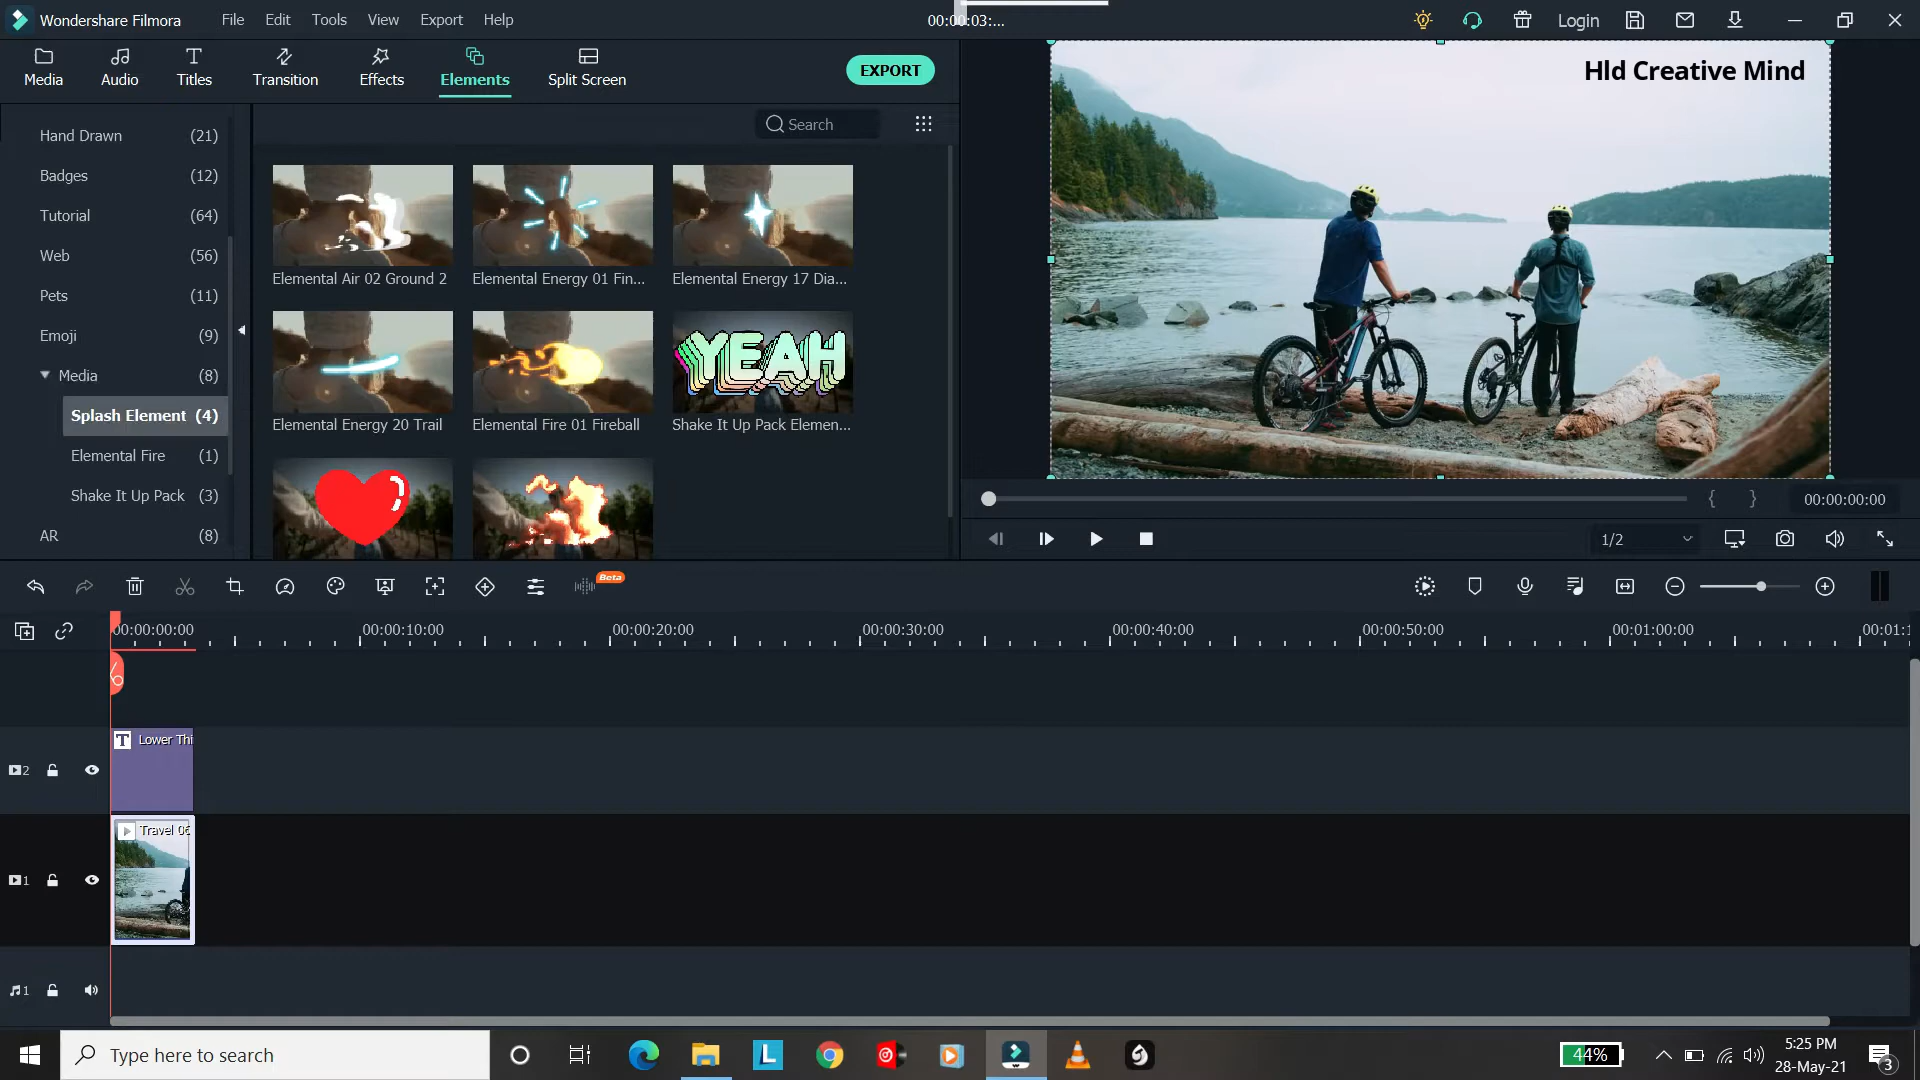 Wondershare Filmora File Edit Tools View Export Help 00:00:03:... Login
Media Audio Titles Transition Effects Elements Split Screen EXPORT
Hld Creative Mind
Search
Hand Drawn (21)
Badges (12)
Tutorial (64)
Web (56)
Pets (11)
Emoji (9)
Media (8)
Splash Element (4)
Elemental Fire (1)
Shake It Up Pack (3)
AR (8)
Elemental Air 02 Ground 2 Elemental Energy 01 Fin... Elemental Energy 17 Dia...
YEAH
Elemental Energy 20 Trail Elemental Fire 01 Fireball Shake It Up Pack Elemen...
{ } 00:00:00:00
1/2
Beta
00:00:00:00 00:00:10:00 00:00:20:00 00:00:30:00 00:00:40:00 00:00:50:00 00:01:00:00 00:01:1
T Lower Thi
2
Travel 06
1
1
Type here to search L 44% 5:25 PM
28-May-21 3